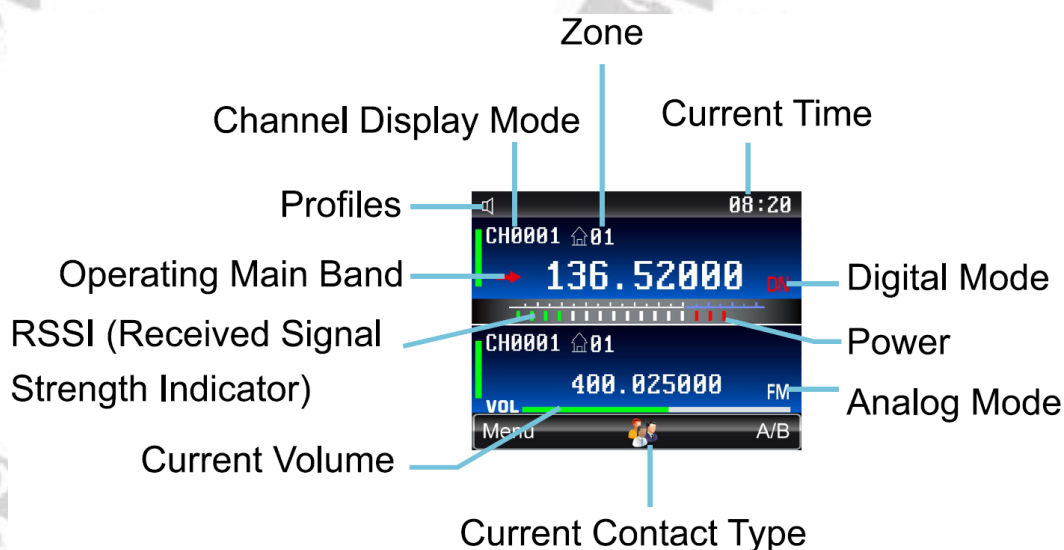 Zone
Channel Display Mode
Current Time
Profiles
08:20
CH0001 01
Operating Main Band
136.52000
DN
Digital Mode
RSSI (Received Signal
Strength Indicator)
Power
CH0001 01
400.025000
FM
Analog Mode
VOL
Menu
A/B
Current Volume
Current Contact Type